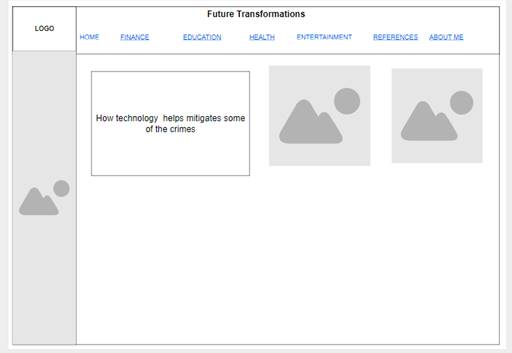 Future Transformations
LOGO
HOME FINANCE EDUCATION HEALTH ENTERTAINMENT REFERENCES ABOUT ME
How technology helps mitigates some
of the crimes